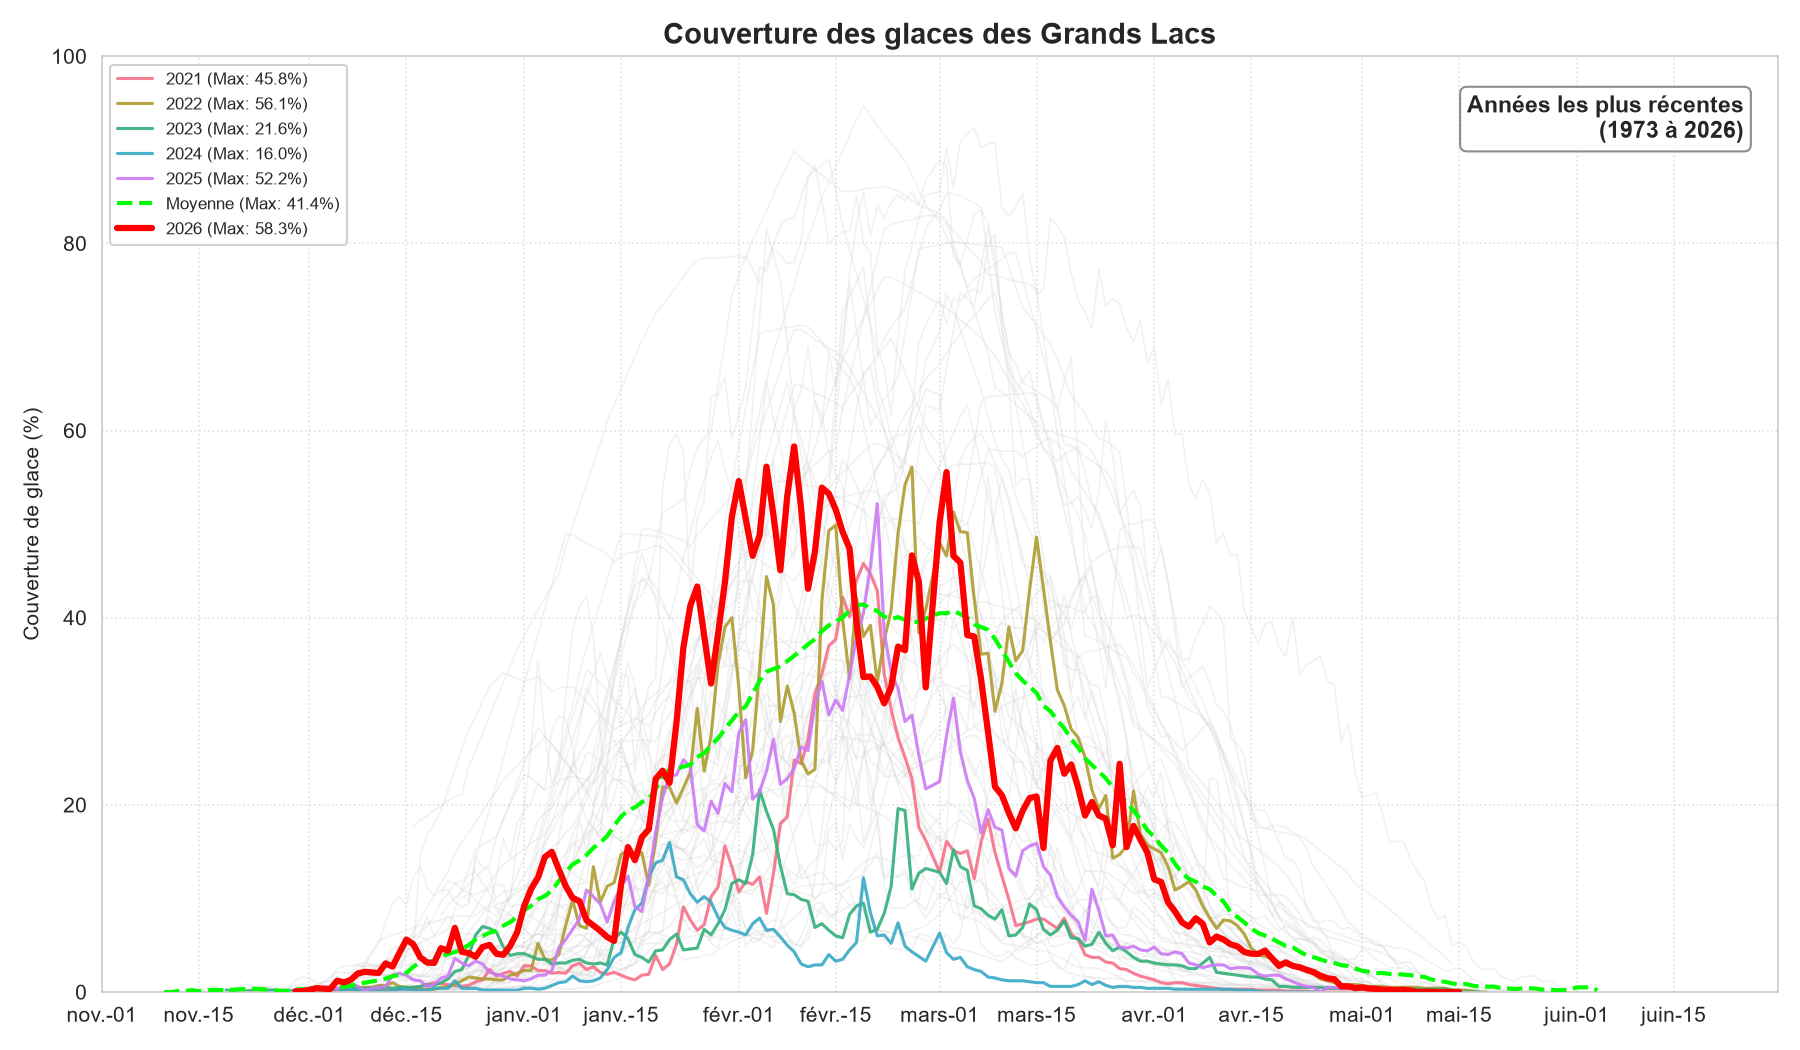 Couverture des glaces des Grands Lacs
100
80
60
40
20
0
Couverture de glace (%)
2021 (Max: 45.8%)
2022 (Max: 56.1%)
2023 (Max: 21.6%)
2024 (Max: 16.0%)
2025 (Max: 52.2%)
Moyenne (Max: 41.4%)
2026 (Max: 58.3%)
Années les plus récentes
(1973 à 2026)
nov.-01 nov.-15 déc.-01 déc.-15 janv.-01 janv.-15 févr.-01 févr.-15 mars-01 mars-15 avr.-01 avr.-15 mai-01 mai-15 juin-01 juin-15